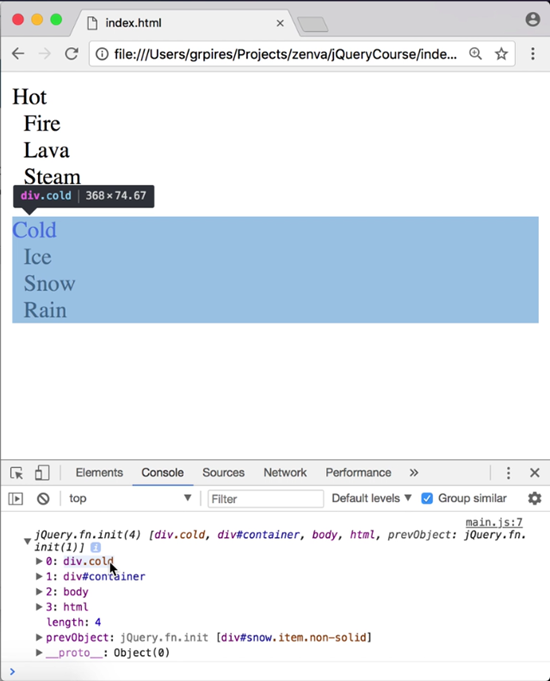 index.html
file:///Users/grpires/Projects/zenva/jQueryCourse/inde...
Hot
Fire
Lava
Steam
div.cold | 368×74.67
Cold
Ice
Snow
Rain
Elements Console Sources Network Performance »
top Filter Default levels Group similar
main.js:7
jQuery.fn.init(4) [div.cold, div#container, body, html, prevObject: jQuery.fn.
init(1)] i
0: div.cold
1: div#container
2: body
3: html
length: 4
prevObject: jQuery.fn.init [div#snow.item.non-solid]
__proto__: Object(0)